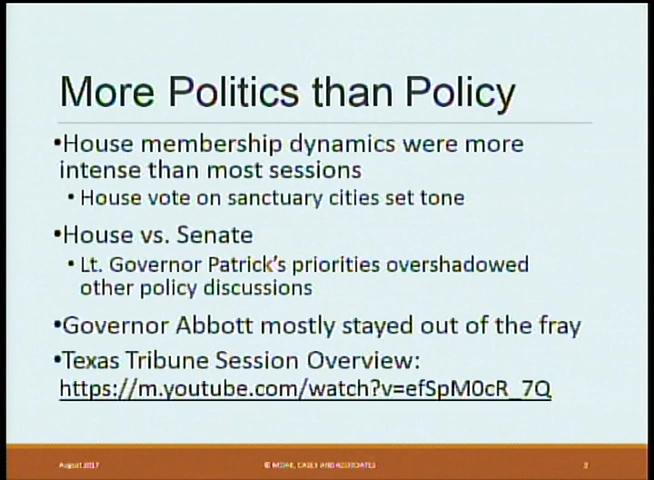 More Politics than Policy
•House membership dynamics were more
intense than most sessions
• House vote on sanctuary cities set tone
•House vs. Senate
• Lt. Governor Patrick's priorities overshadowed
other policy discussions
•Governor Abbott mostly stayed out of the fray
•Texas Tribune Session Overview:
https://m.youtube.com/watch?v=efSpM0cR_7Q
August 2017
AND ASSOCIATES